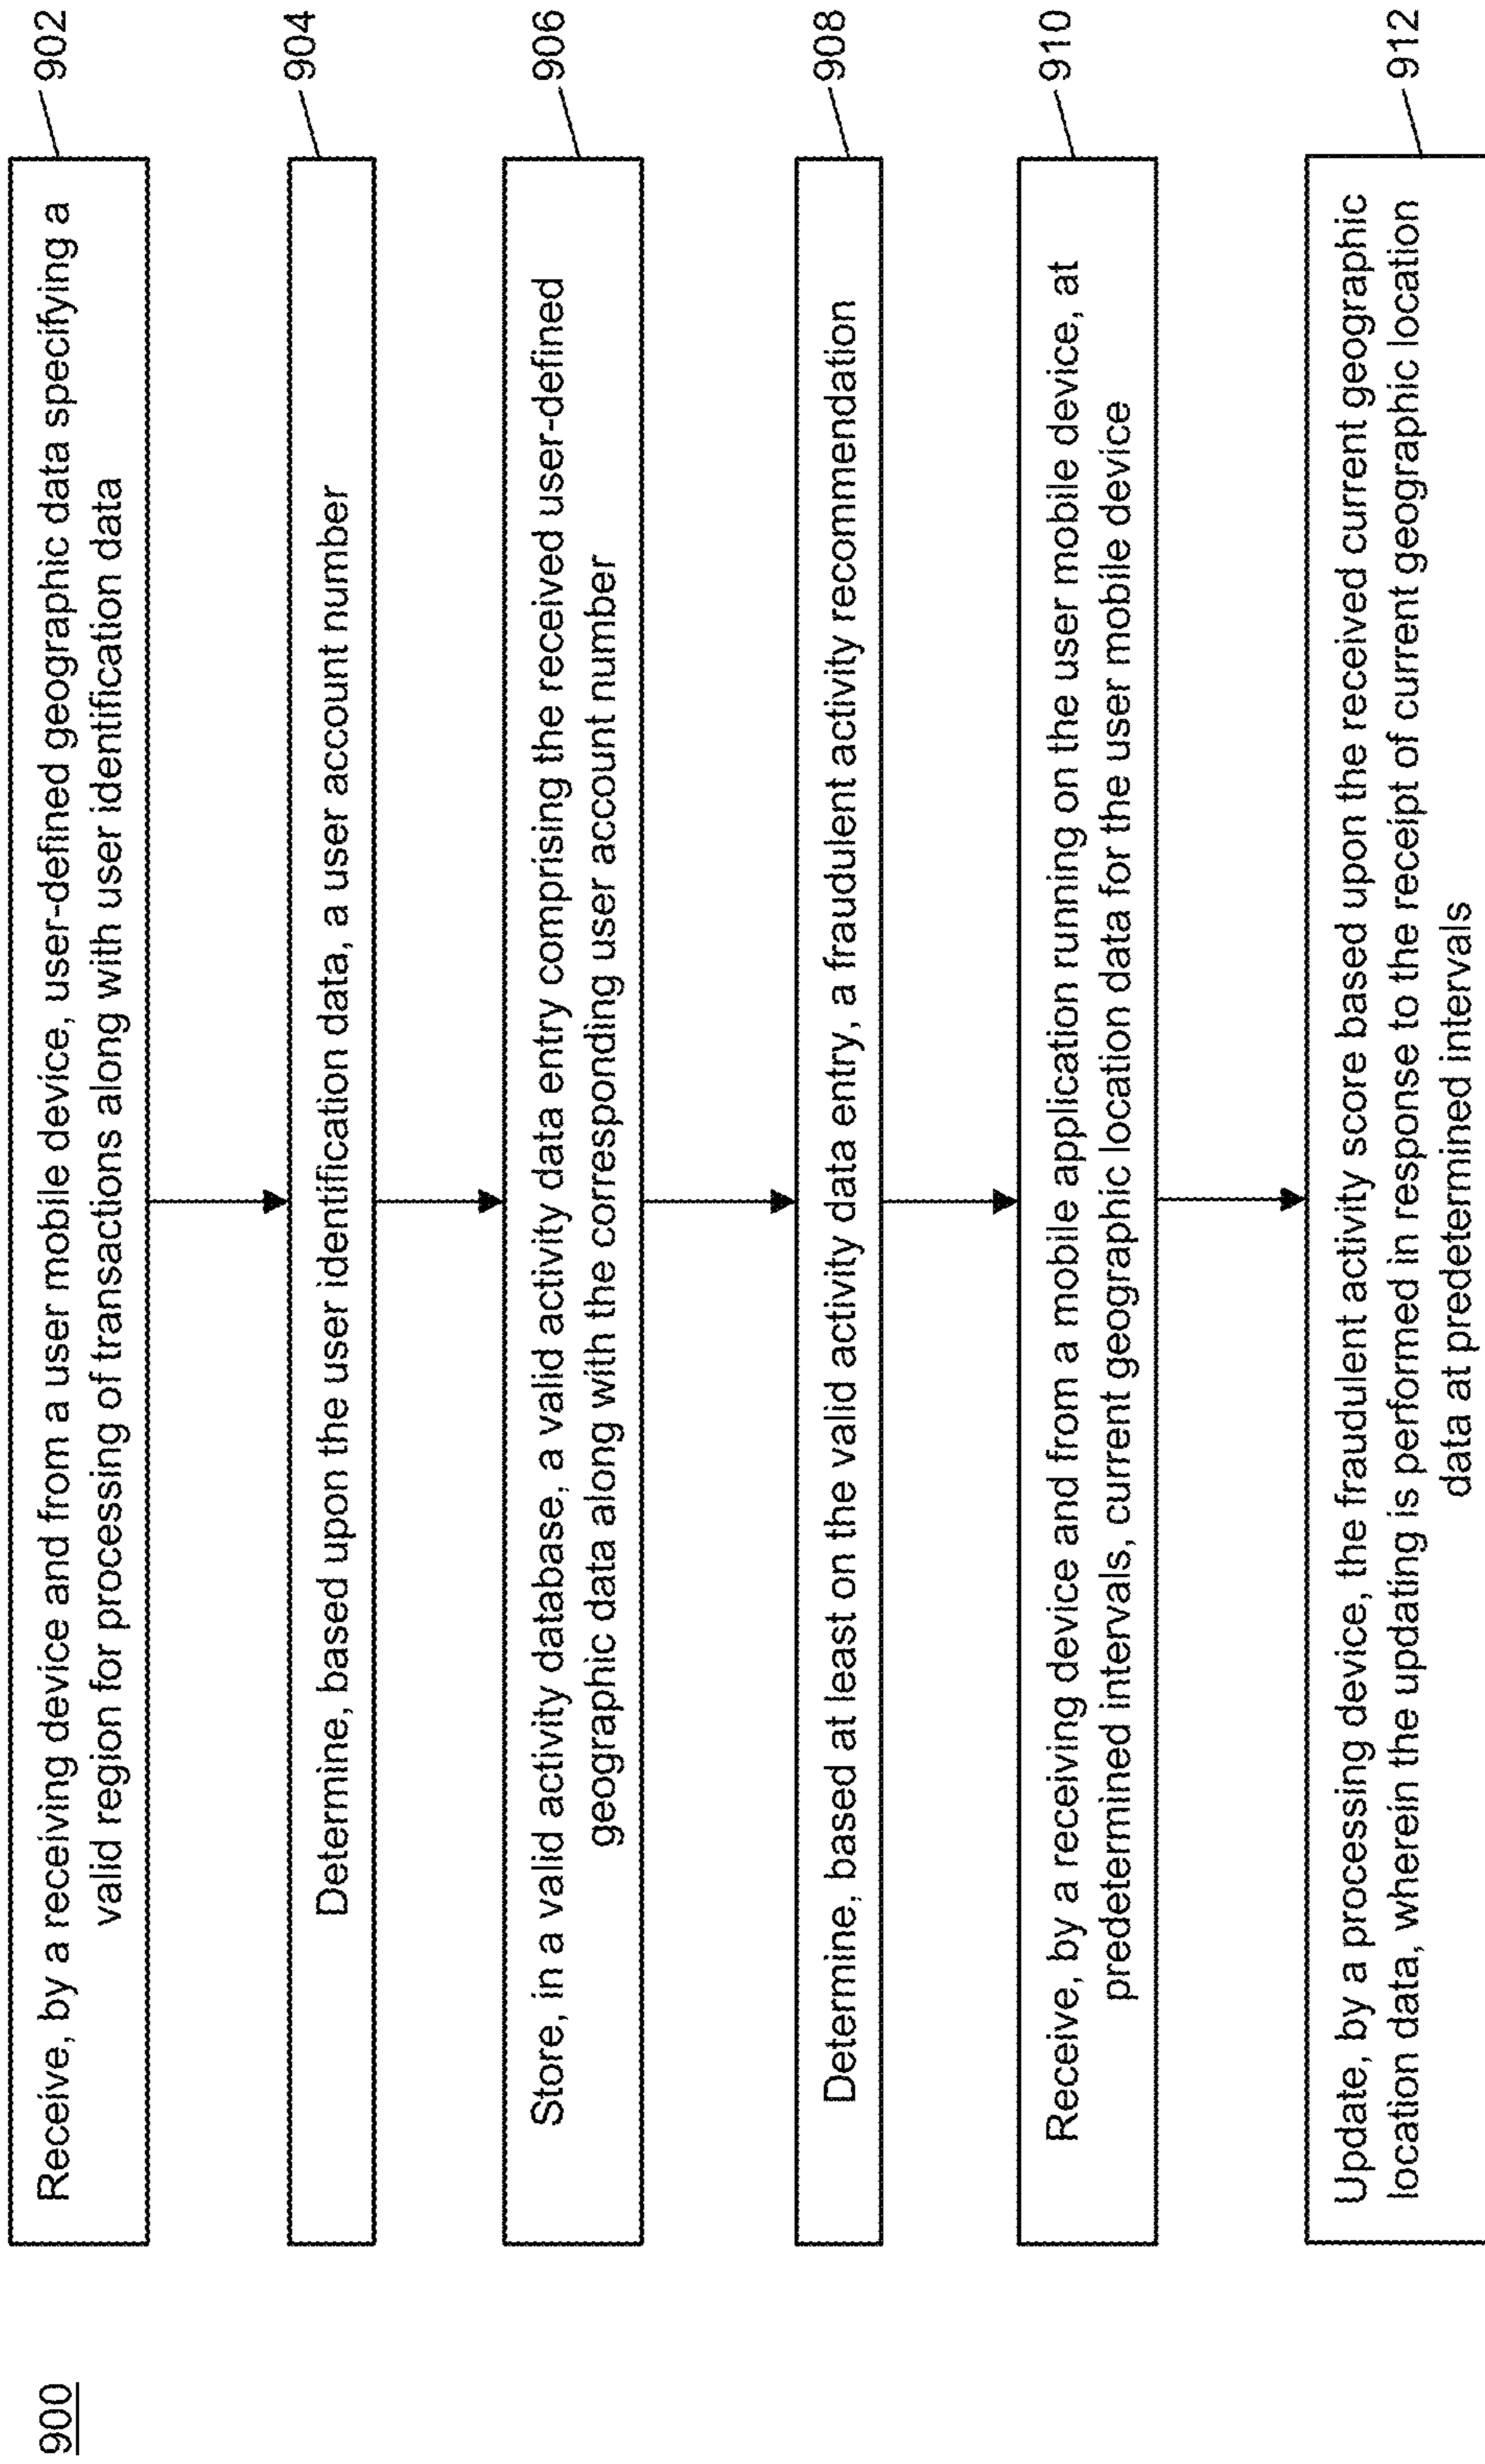 900
Receive, by a receiving device and from a user mobile device, user-defined geographic data specifying a
valid region for processing of transactions along with user identification data
902
Determine, based upon the user identification data, a user account number
904
Store, in a valid activity database, a valid activity data entry comprising the received user-defined
geographic data along with the corresponding user account number
906
Determine, based at least on the valid activity data entry, a fraudulent activity recommendation
908
Receive, by a receiving device and from a mobile application running on the user mobile device, at
predetermined intervals, current geographic location data for the user mobile device
910
Update, by a processing device, the fraudulent activity score based upon the received current geographic
location data, wherein the updating is performed in response to the receipt of current geographic location
data at predetermined intervals
912